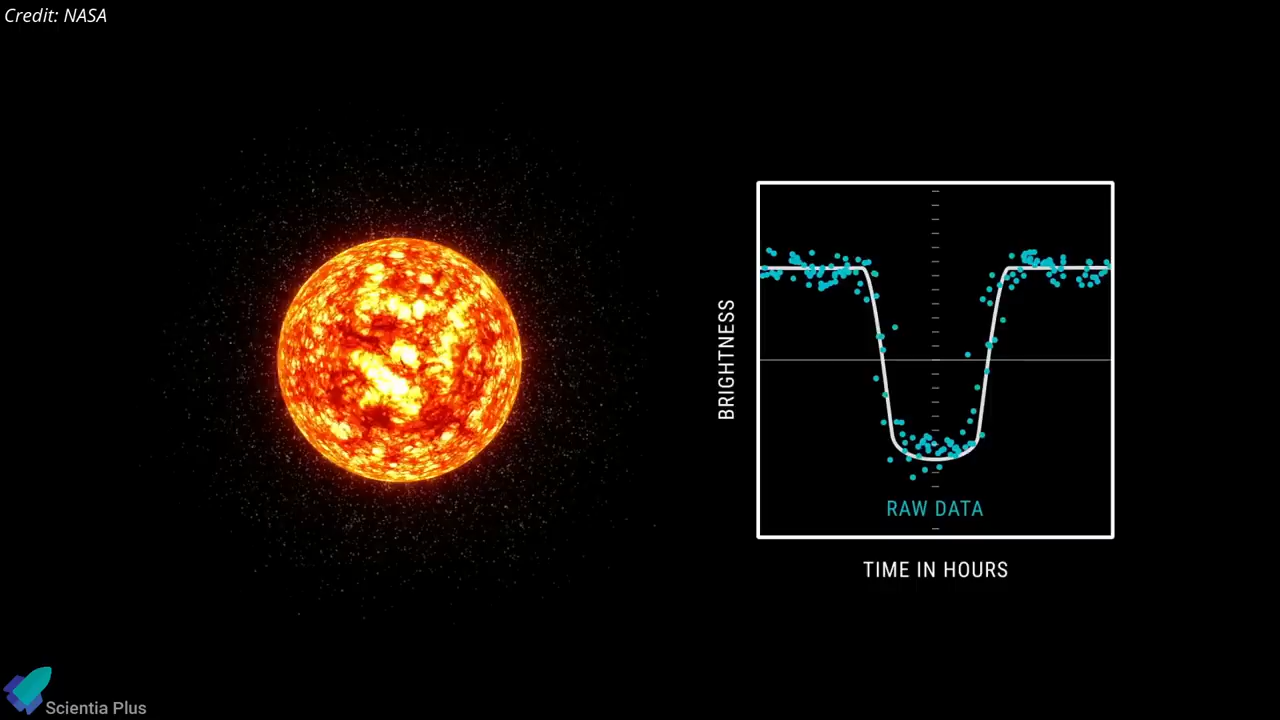 Credit: NASA
BRIGHTNESS
RAW DATA
TIME IN HOURS
Scientia Plus